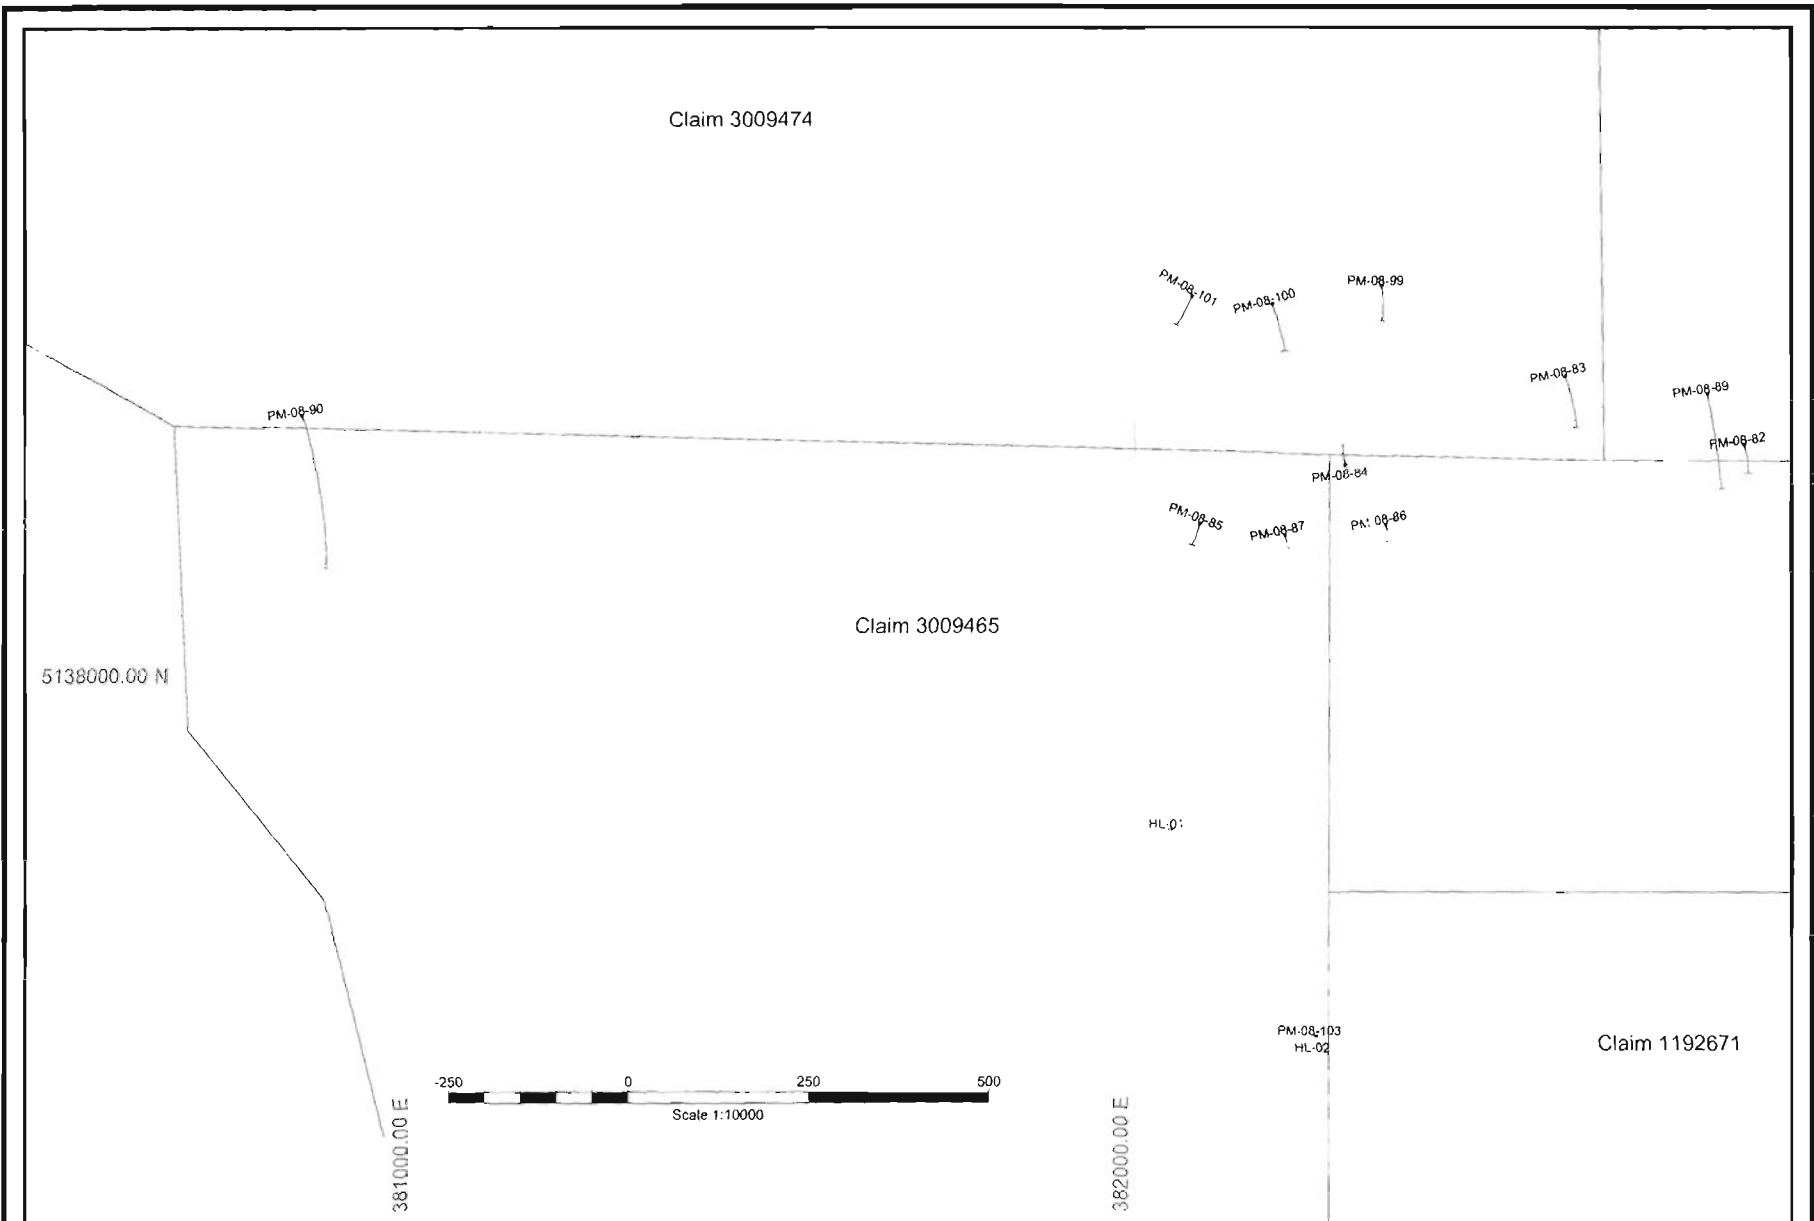 Claim 3009474
PM-08-101
PM-08-100
PM-08-99
PM-08-83
PM-08-89
PM-08-90
PM-08-82
PM-08-84
PM-08-85
PM-08-87
PM 08-86
Claim 3009465
5138000.00 N
HL-01
PM-08-103
HL-02
Claim 1192671
-250 0 250 500
Scale 1:10000
381000.00 E
382000.00 E